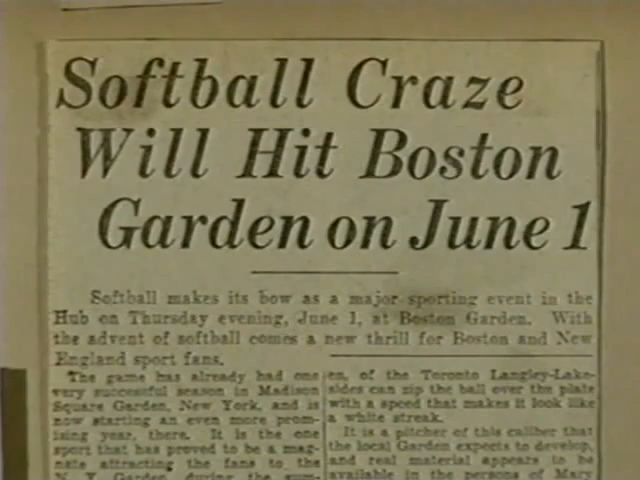 Softball Craze
Will Hit Boston
Garden on June 1
Softball makes its bow as a major sporting event in the
Hub on Thursday evening, June 1, at Boston Garden. With
the advent of softball comes a new thrill for Boston and New
England sport fans.
The game has already had one
very successful season in Madison
Square Garden, New York, and is
now starting an even more prom-
ising year, there. It is the one
sport that has proved to be a mag-
nate attracting the fans to the
N. Y. Garden during the sum-
en, of the Toronto Langley-Lake-
sides can zip the ball over the plate
with a speed that makes it look like
a white streak.
It is a pitcher of this caliber that
the local Garden expects to develop,
and real material appears to be
available in the persons of Mary